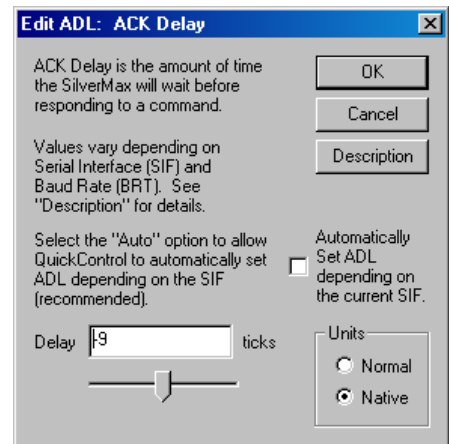 Edit ADL: ACK Delay
ACK Delay is the amount of time
the SilverMax will wait before
responding to a command.
OK
Cancel
Values vary depending on
Serial Interface (SIF) and
Baud Rate (BRT). See
"Description" for details.
Description
Select the "Auto" option to allow
QuickControl to automatically set
ADL depending on the SIF
(recommended).
Automatically
Set ADL
depending on
the current SIF.
Delay -9 ticks
Units
Normal
Native